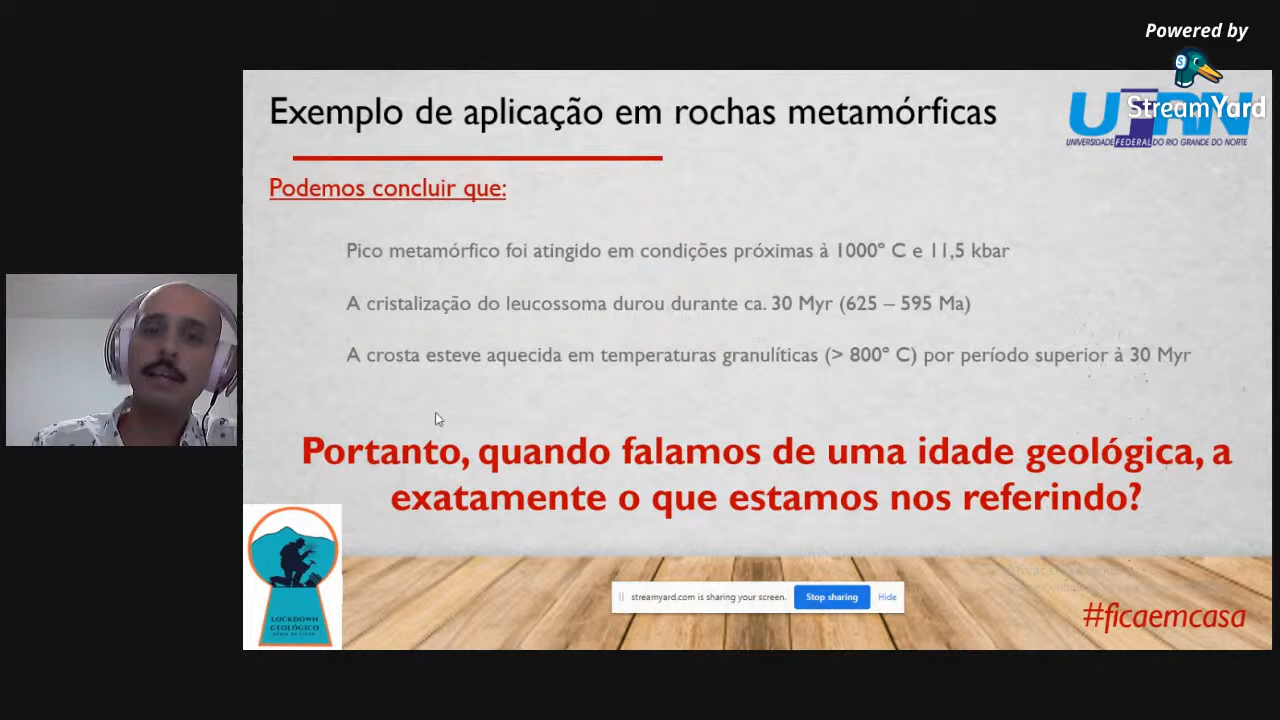 Powered by
StreamYard
Exemplo de aplicação em rochas metamórficas
UNIVERSIDADE FEDERAL DO RIO GRANDE DO NORTE
Podemos concluir que:
Pico metamórfico foi atingido em condições próximas à 1000º C e 11,5 kbar
A cristalização do leucossoma durou durante ca. 30 Myr (625 – 595 Ma)
A crosta esteve aquecida em temperaturas granulíticas (> 800º C) por período superior à 30 Myr
Portanto, quando falamos de uma idade geológica, a
exatamente o que estamos nos referindo?
LOCKDOWN
GEOLÓGICO
streamyard.com is sharing your screen.
Stop sharing
Hide
#ficaemcasa